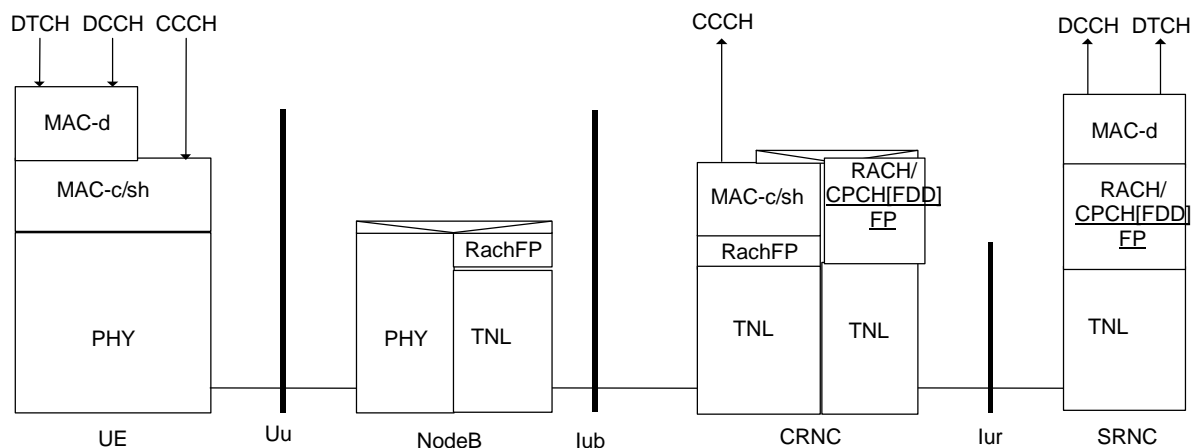 DTCH DCCH CCCH
CCCH
DCCH DTCH
MAC-d
MAC-c/sh
PHY
UE
Uu
RachFP
PHY
TNL
NodeB
Iub
MAC-c/sh
RachFP
TNL
RACH/
CPCH[FDD]
FP
TNL
CRNC
Iur
MAC-d
RACH/
CPCH[FDD]
FP
TNL
SRNC